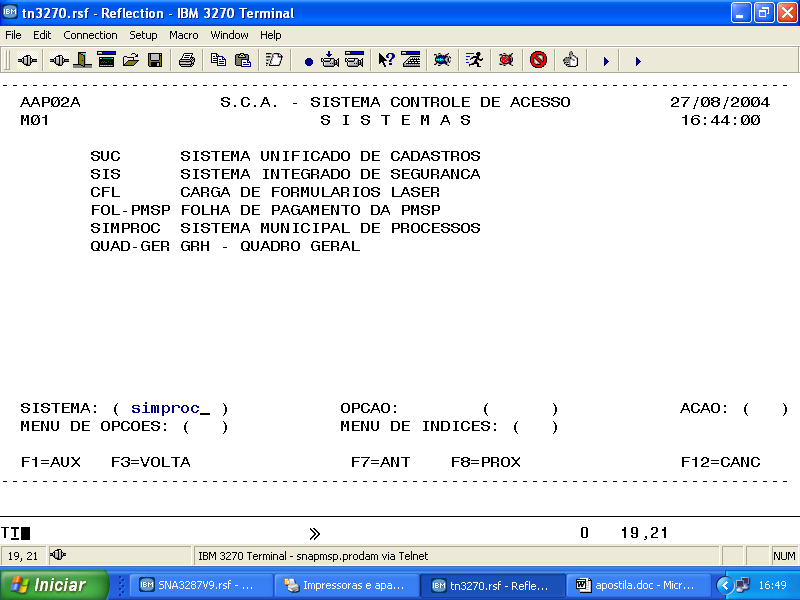 tn3270.rsf - Reflection - IBM 3270 Terminal
File Edit Connection Setup Macro Window Help
AAP02A S.C.A. - SISTEMA CONTROLE DE ACESSO 27/08/2004
M01 S I S T E M A S 16:44:00
SUC SISTEMA UNIFICADO DE CADASTROS
SIS SISTEMA INTEGRADO DE SEGURANCA
CFL CARGA DE FORMULARIOS LASER
FOL-PMSP FOLHA DE PAGAMENTO DA PMSP
SIMPROC SISTEMA MUNICIPAL DE PROCESSOS
QUAD-GER GRH - QUADRO GERAL
SISTEMA: ( simproc_ ) OPCAO: ( ) ACAO: ( )
MENU DE OPCOES: ( ) MENU DE INDICES: ( )
F1=AUX F3=VOLTA F7=ANT F8=PROX F12=CANC
TI » 0 19,21
19, 21 IBM 3270 Terminal - snapmsp.prodam via Telnet NUM
Iniciar SNA3287V9.rsf - ... Impressoras e apa... tn3270.rsf - Refle... apostila.doc - Micr... 16:49